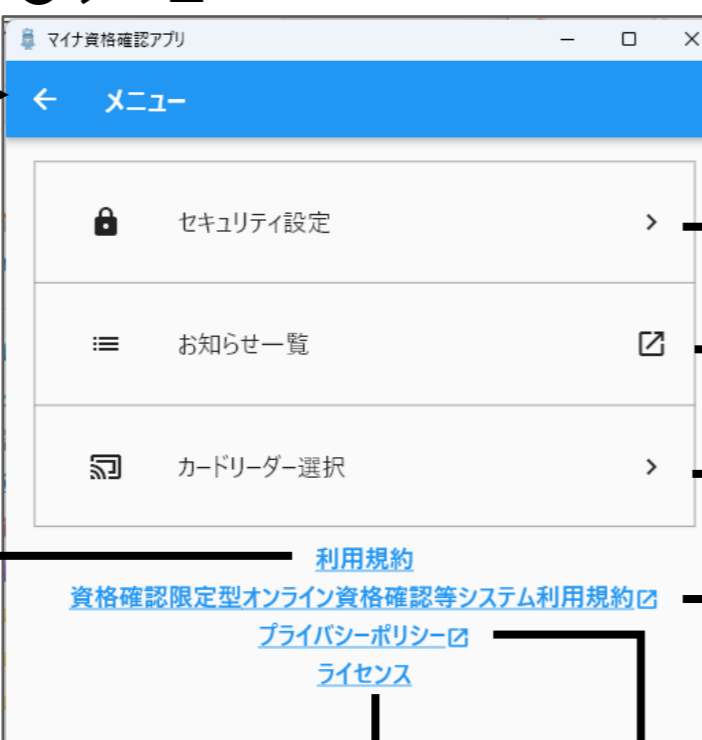 マイナ資格確認アプリ
メニュー
セキュリティ設定
お知らせ一覧
カードリーダー選択
利用規約
資格確認限定型オンライン資格確認等システム利用規約
プライバシーポリシー
ライセンス